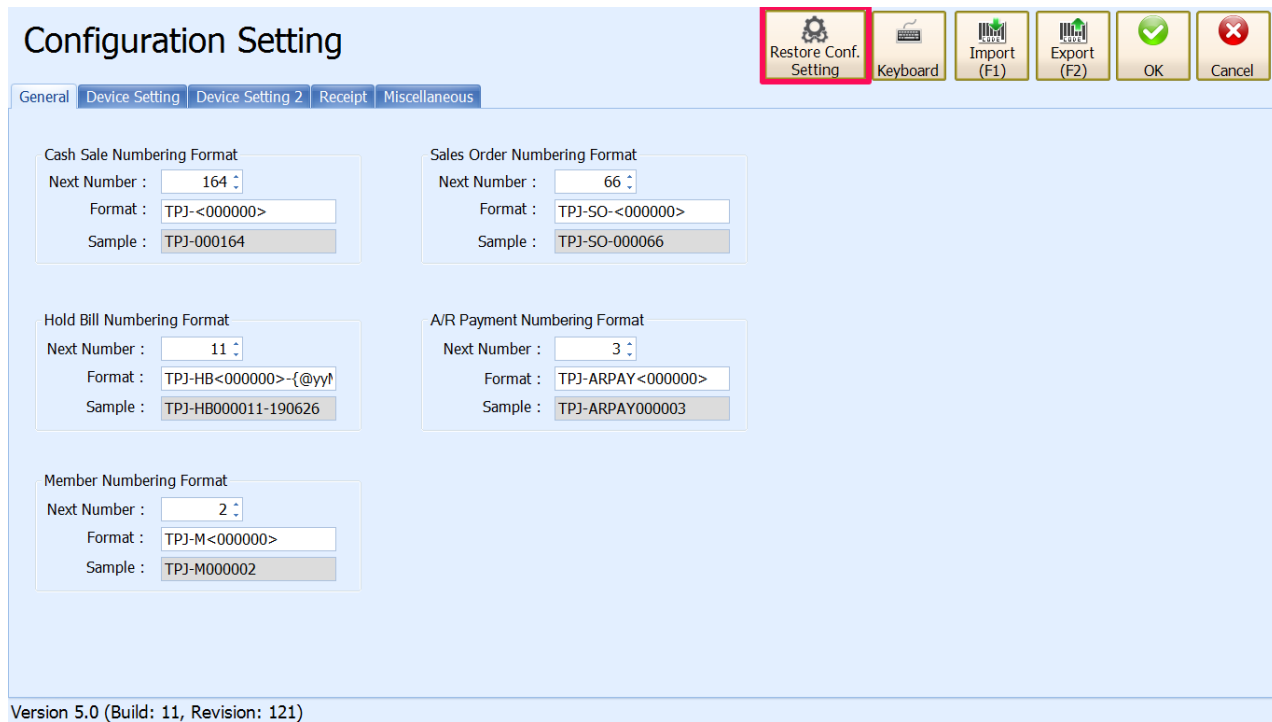 Configuration Setting
Restore Conf. Setting
Keyboard
Import (F1)
Export (F2)
OK
Cancel
General Device Setting Device Setting 2 Receipt Miscellaneous
Cash Sale Numbering Format
Next Number : 164
Format : TPJ-<000000>
Sample : TPJ-000164
Sales Order Numbering Format
Next Number : 66
Format : TPJ-SO-<000000>
Sample : TPJ-SO-000066
Hold Bill Numbering Format
Next Number : 11
Format : TPJ-HB<000000>-{@yy
Sample : TPJ-HB000011-190626
A/R Payment Numbering Format
Next Number : 3
Format : TPJ-ARPAY<000000>
Sample : TPJ-ARPAY000003
Member Numbering Format
Next Number : 2
Format : TPJ-M<000000>
Sample : TPJ-M000002
Version 5.0 (Build: 11, Revision: 121)